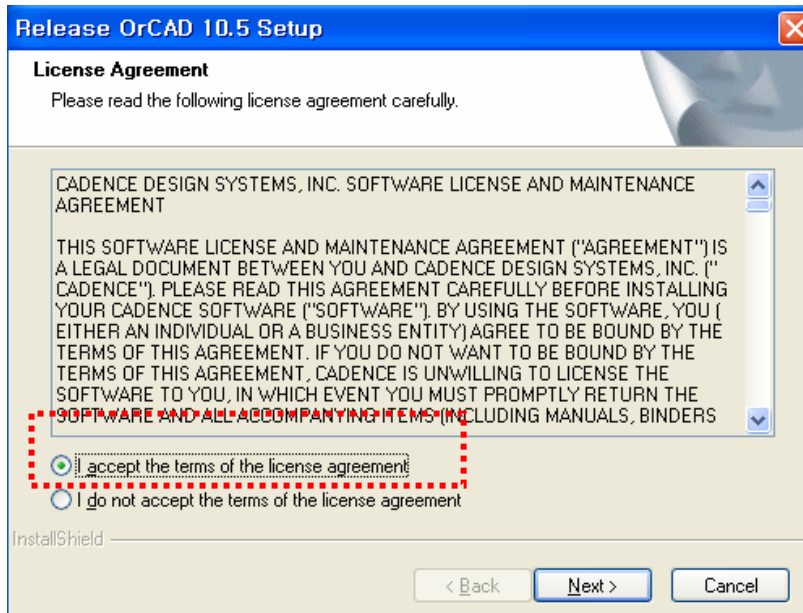 Release OrCAD 10.5 Setup
License Agreement
Please read the following license agreement carefully.
CADENCE DESIGN SYSTEMS, INC. SOFTWARE LICENSE AND MAINTENANCE
AGREEMENT
THIS SOFTWARE LICENSE AND MAINTENANCE AGREEMENT ("AGREEMENT") IS
A LEGAL DOCUMENT BETWEEN YOU AND CADENCE DESIGN SYSTEMS, INC. ("
CADENCE"). PLEASE READ THIS AGREEMENT CAREFULLY BEFORE INSTALLING
YOUR CADENCE SOFTWARE ("SOFTWARE"). BY USING THE SOFTWARE, YOU (
EITHER AN INDIVIDUAL OR A BUSINESS ENTITY) AGREE TO BE BOUND BY THE
TERMS OF THIS AGREEMENT. IF YOU DO NOT WANT TO BE BOUND BY THE
TERMS OF THIS AGREEMENT, CADENCE IS UNWILLING TO LICENSE THE
SOFTWARE TO YOU, IN WHICH EVENT YOU MUST PROMPTLY RETURN THE
SOFTWARE AND ALL ACCOMPANYING ITEMS (INCLUDING MANUALS, BINDERS
I accept the terms of the license agreement
I do not accept the terms of the license agreement
InstallShield
< Back
Next >
Cancel